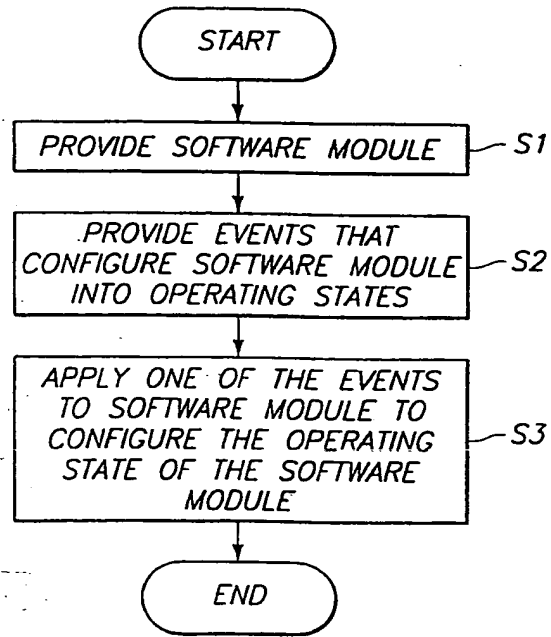 START
PROVIDE SOFTWARE MODULE
S1
PROVIDE EVENTS THAT
CONFIGURE SOFTWARE MODULE
INTO OPERATING STATES
S2
APPLY ONE OF THE EVENTS
TO SOFTWARE MODULE TO
CONFIGURE THE OPERATING
STATE OF THE SOFTWARE
MODULE
S3
END